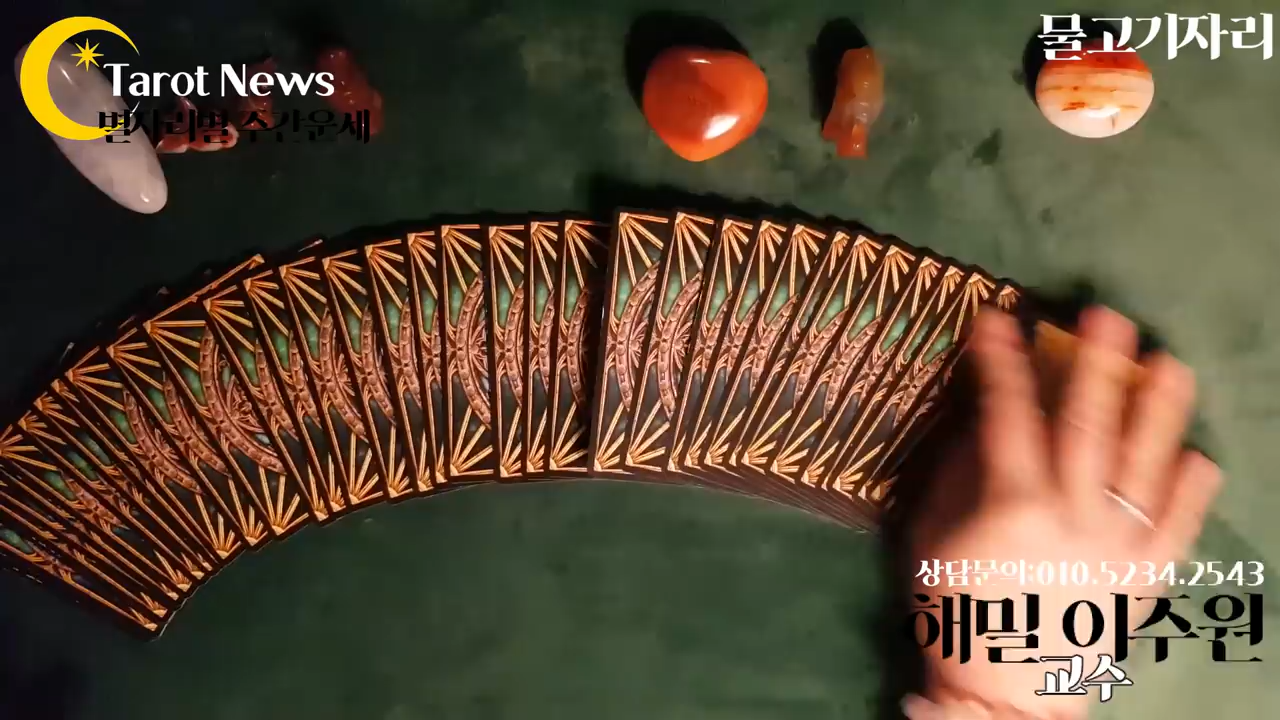 Tarot News
별자리별 주간운세
물고기자리
상담문의:010.5234.2543
해밀 이주원
교수